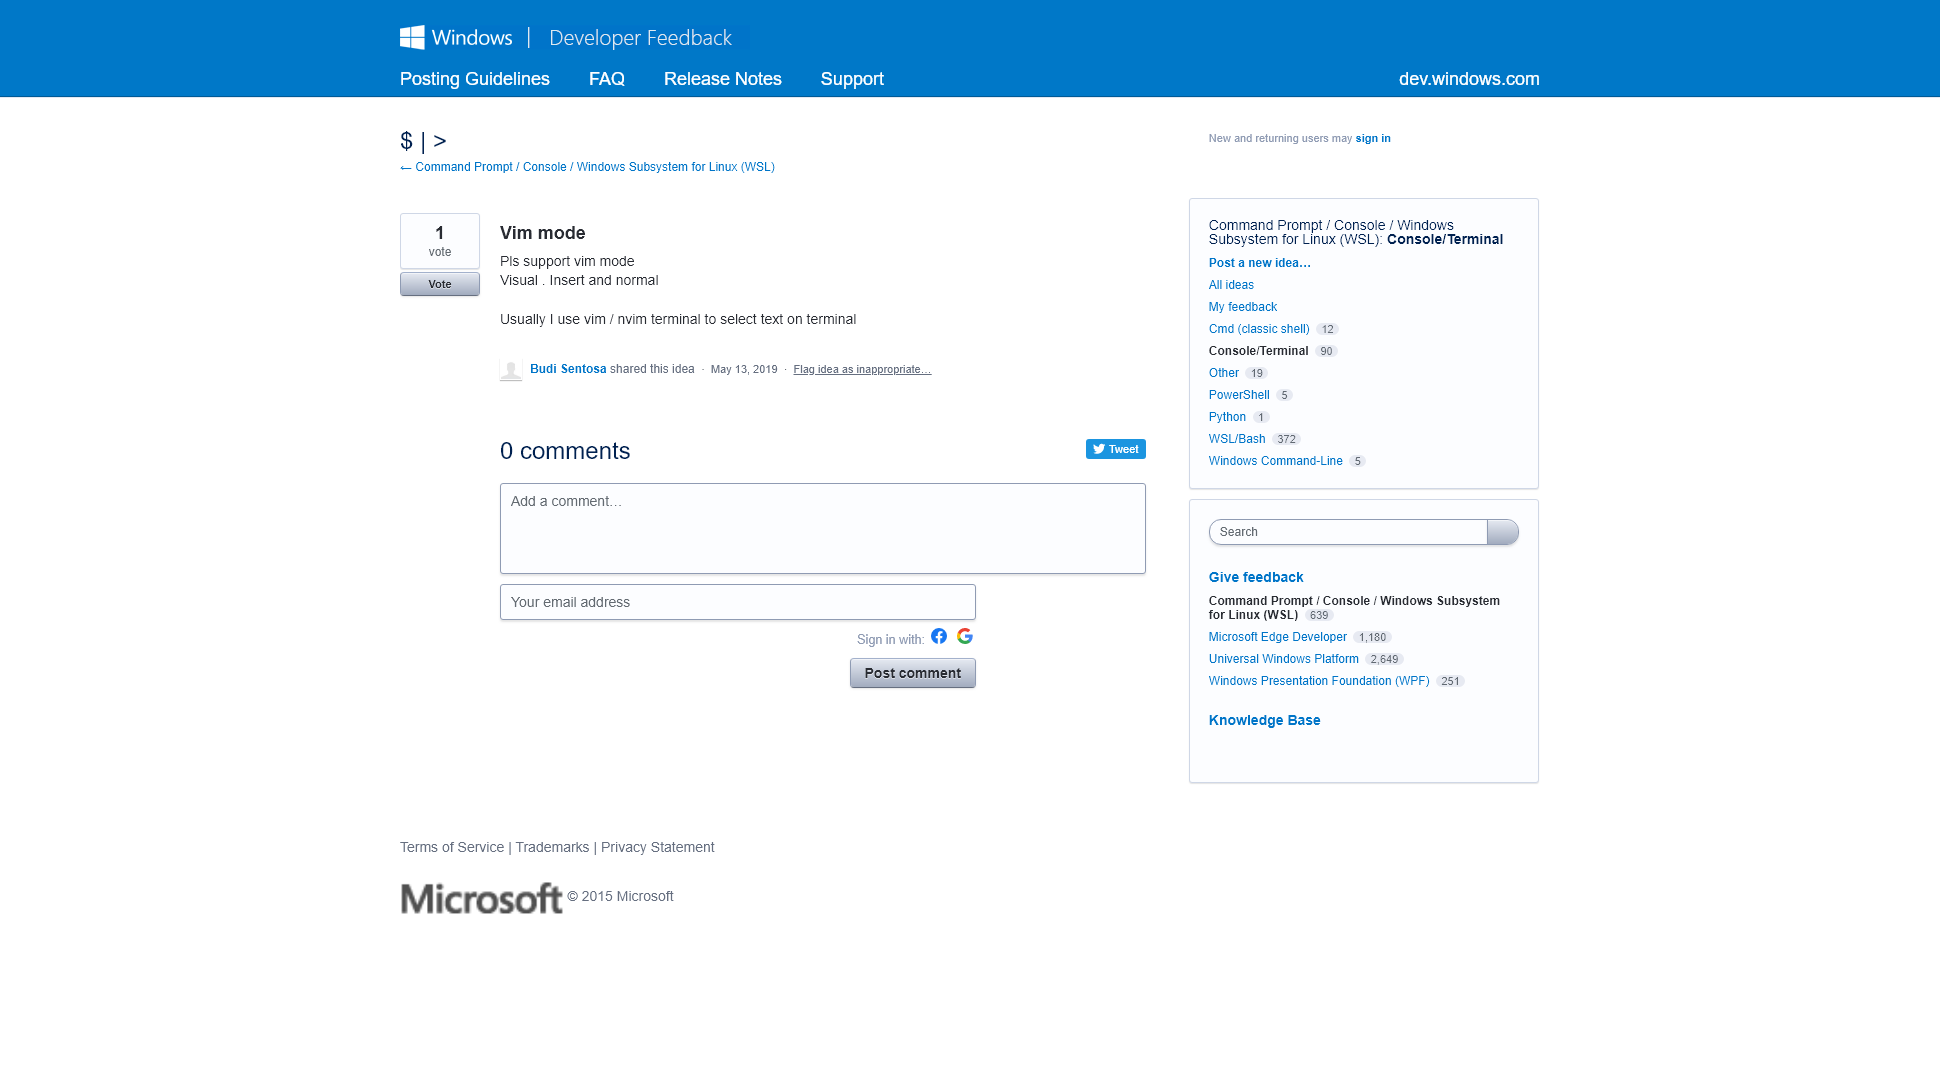 Windows | Developer Feedback
Posting Guidelines FAQ Release Notes Support dev.windows.com
$ | >
← Command Prompt / Console / Windows Subsystem for Linux (WSL)
1
vote
Vote
Vim mode
Pls support vim mode
Visual . Insert and normal
Usually I use vim / nvim terminal to select text on terminal
Budi Sentosa shared this idea · May 13, 2019 · Flag idea as inappropriate…
0 comments
Tweet
Add a comment…
Your email address
Sign in with:
Post comment
New and returning users may sign in
Command Prompt / Console / Windows
Subsystem for Linux (WSL): Console/Terminal
Post a new idea…
All ideas
My feedback
Cmd (classic shell) 12
Console/Terminal 90
Other 19
PowerShell 5
Python 1
WSL/Bash 372
Windows Command-Line 5
Search
Give feedback
Command Prompt / Console / Windows Subsystem
for Linux (WSL) 639
Microsoft Edge Developer 1,180
Universal Windows Platform 2,649
Windows Presentation Foundation (WPF) 251
Knowledge Base
Terms of Service | Trademarks | Privacy Statement
Microsoft © 2015 Microsoft